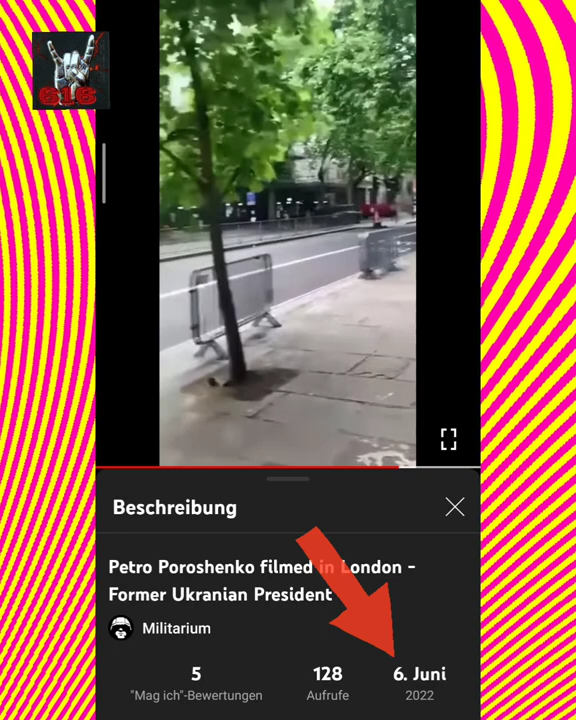 616
Beschreibung
Petro Poroshenko filmed in London -
Former Ukranian President
Militarium
5
128
6. Juni
"Mag ich"-Bewertungen
Aufrufe
2022